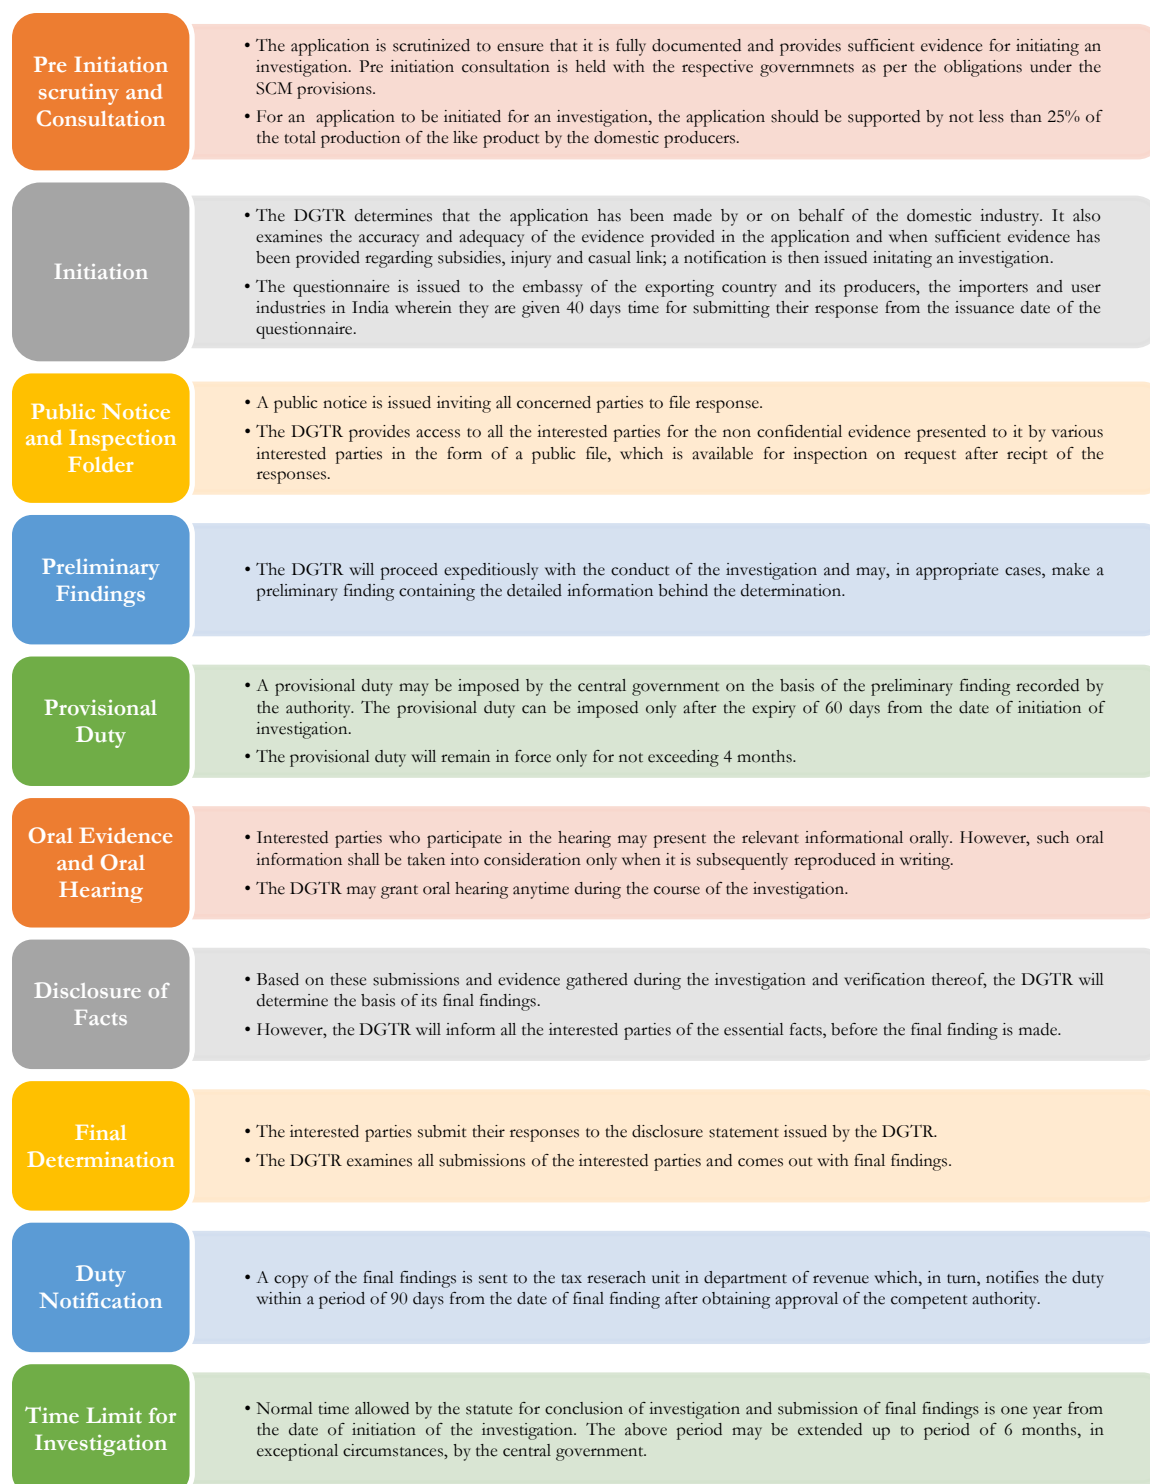 Pre Initiation
scrutiny and
Consultation
• The application is scrutinized to ensure that it is fully documented and provides sufficient evidence for initiating an
investigation. Pre initiation consultation is held with the respective governmnets as per the obligations under the
SCM provisions.
• For an application to be initiated for an investigation, the application should be supported by not less than 25% of
the total production of the like product by the domestic producers.
Initiation
• The DGTR determines that the application has been made by or on behalf of the domestic industry. It also
examines the accuracy and adequacy of the evidence provided in the application and when sufficient evidence has
been provided regarding subsidies, injury and casual link; a notification is then issued initating an investigation.
• The questionnaire is issued to the embassy of the exporting country and its producers, the importers and user
industries in India wherein they are given 40 days time for submitting their response from the issuance date of the
questionnaire.
Public Notice
and Inspection
Folder
• A public notice is issued inviting all concerned parties to file response.
• The DGTR provides access to all the interested parties for the non confidential evidence presented to it by various
interested parties in the form of a public file, which is available for inspection on request after recipt of the
responses.
Preliminary
Findings
• The DGTR will proceed expeditiously with the conduct of the investigation and may, in appropriate cases, make a
preliminary finding containing the detailed information behind the determination.
Provisional
Duty
• A provisional duty may be imposed by the central government on the basis of the preliminary finding recorded by
the authority. The provisional duty can be imposed only after the expiry of 60 days from the date of initiation of
investigation.
• The provisional duty will remain in force only for not exceeding 4 months.
Oral Evidence
and Oral
Hearing
• Interested parties who participate in the hearing may present the relevant informational orally. However, such oral
information shall be taken into consideration only when it is subsequently reproduced in writing.
• The DGTR may grant oral hearing anytime during the course of the investigation.
Disclosure of
Facts
• Based on these submissions and evidence gathered during the investigation and verification thereof, the DGTR will
determine the basis of its final findings.
• However, the DGTR will inform all the interested parties of the essential facts, before the final finding is made.
Final
Determination
• The interested parties submit their responses to the disclosure statement issued by the DGTR.
• The DGTR examines all submissions of the interested parties and comes out with final findings.
Duty
Notification
• A copy of the final findings is sent to the tax reserach unit in department of revenue which, in turn, notifies the duty
within a period of 90 days from the date of final finding after obtaining approval of the competent authority.
Time Limit for
Investigation
• Normal time allowed by the statute for conclusion of investigation and submission of final findings is one year from
the date of initiation of the investigation. The above period may be extended up to period of 6 months, in
exceptional circumstances, by the central government.